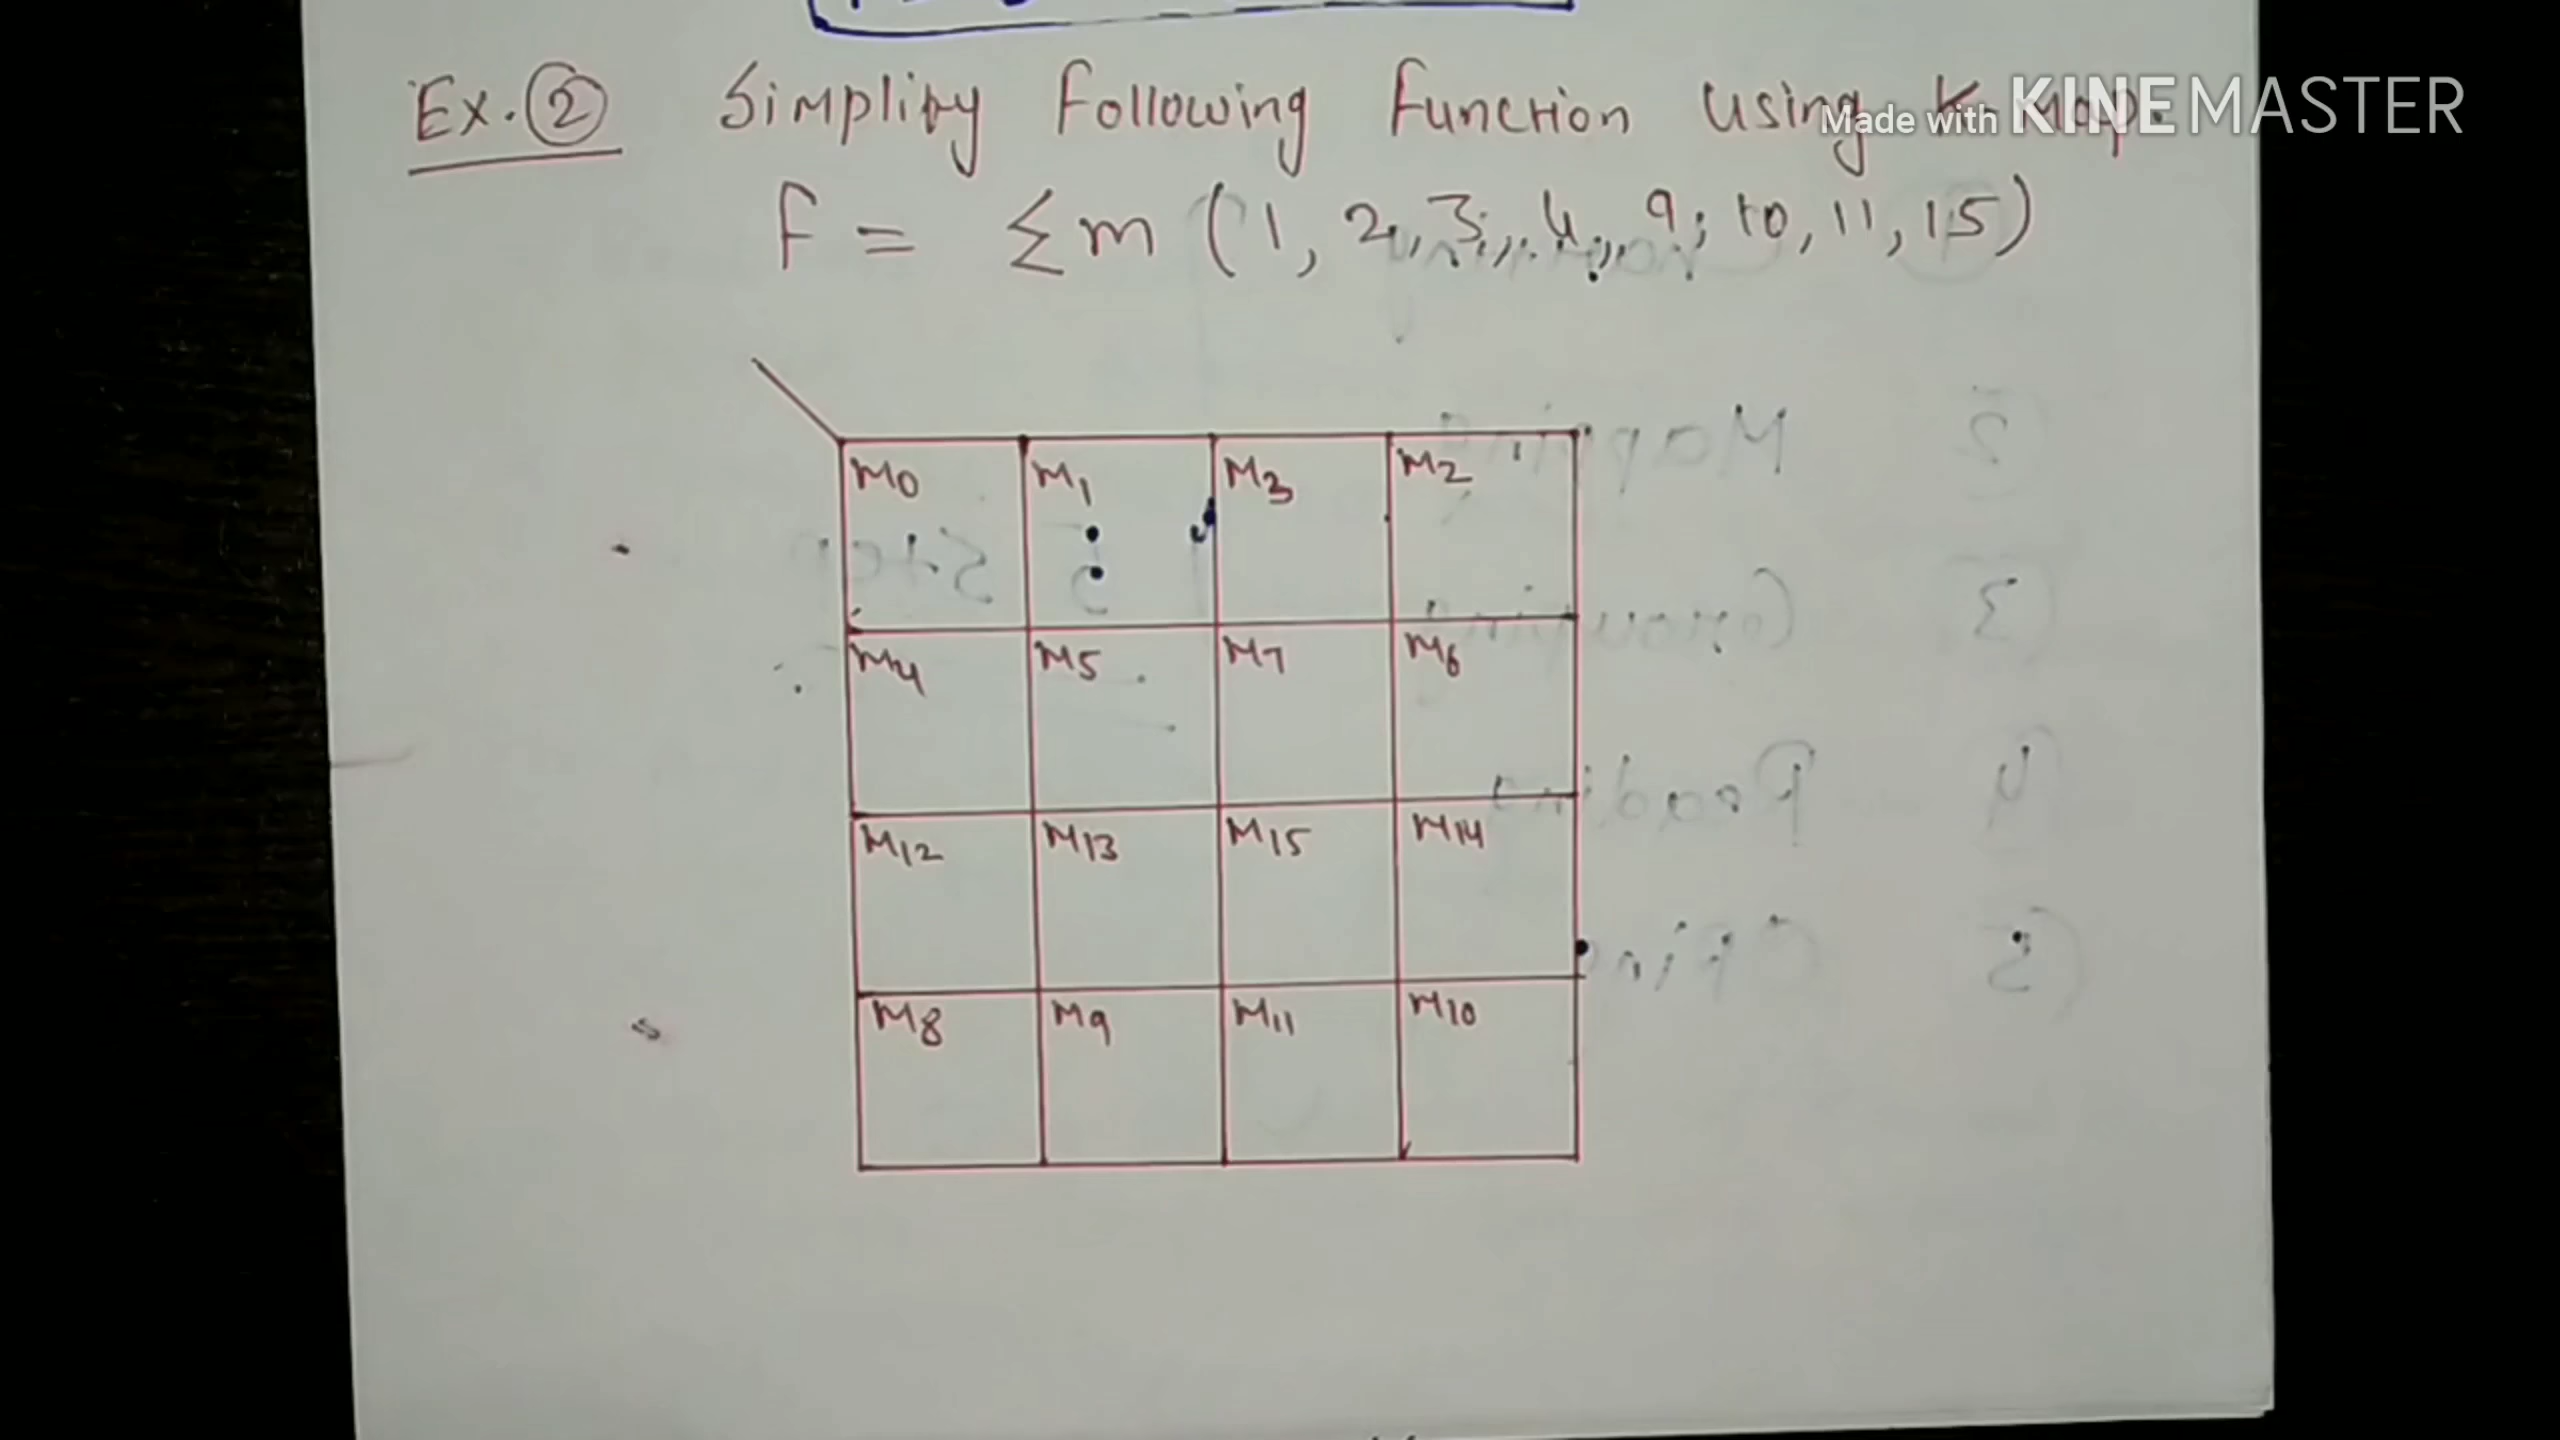 Ex. 2 Simplify Following Function Using K-Map.
Made with KINEMASTER
F = Σm (1, 2, 3, 4, 9, 10, 11, 15)
M0 M1 M3 M2
M4 M5 M7 M6
M12 M13 M15 M14
M8 M9 M11 M10